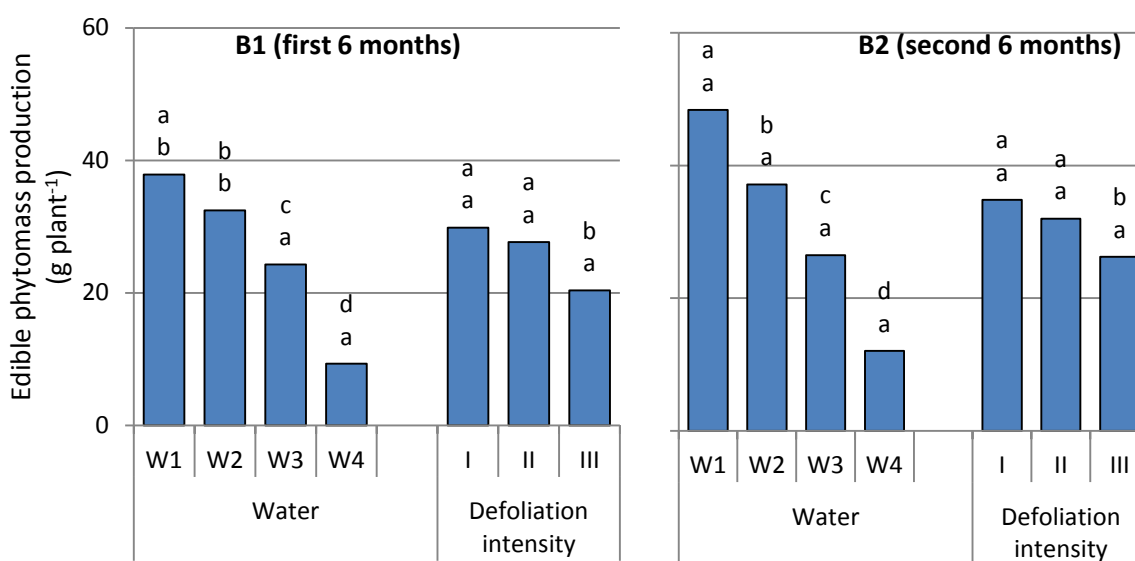 Edible phytomass production
(g plant⁻¹)
60
40
20
0
B1 (first 6 months)
a
b
b
b
c
a
d
a
a
a
a
a
b
a
W1 W2 W3 W4 I II III
Water
Defoliation
intensity
B2 (second 6 months)
a
a
b
a
c
a
d
a
a
a
a
a
b
a
W1 W2 W3 W4 I II III
Water
Defoliation
intensity